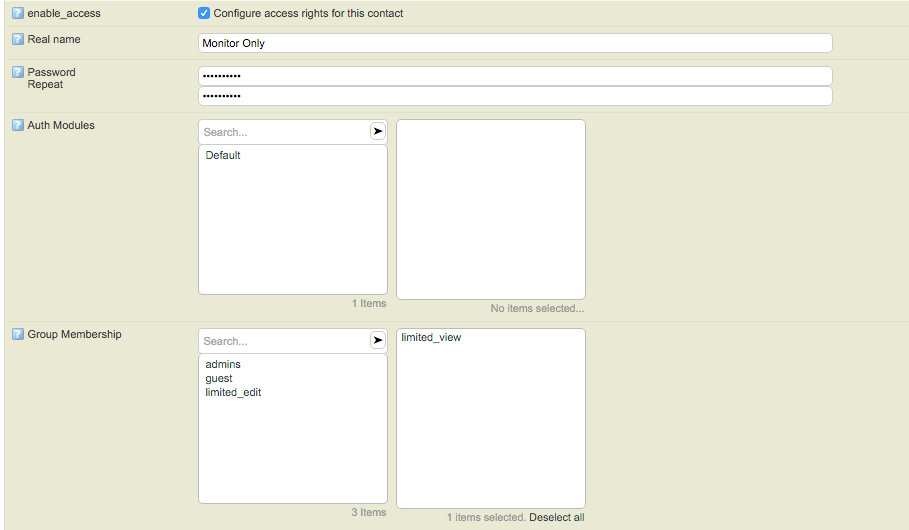 ? enable_access Configure access rights for this contact
? Real name Monitor Only
? Password ••••••••••
Repeat ••••••••••
? Auth Modules Search...
Default
1 Items
No items selected...
? Group Membership Search... limited_view
admins
guest
limited_edit
3 Items
1 items selected. Deselect all